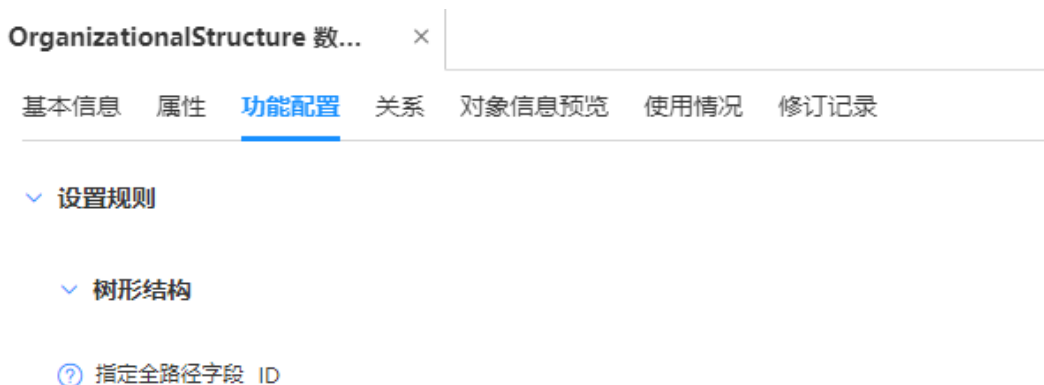 OrganizationalStructure 数...
基本信息 属性 功能配置 关系 对象信息预览 使用情况 修订记录
设置规则
树形结构
指定全路径字段 ID